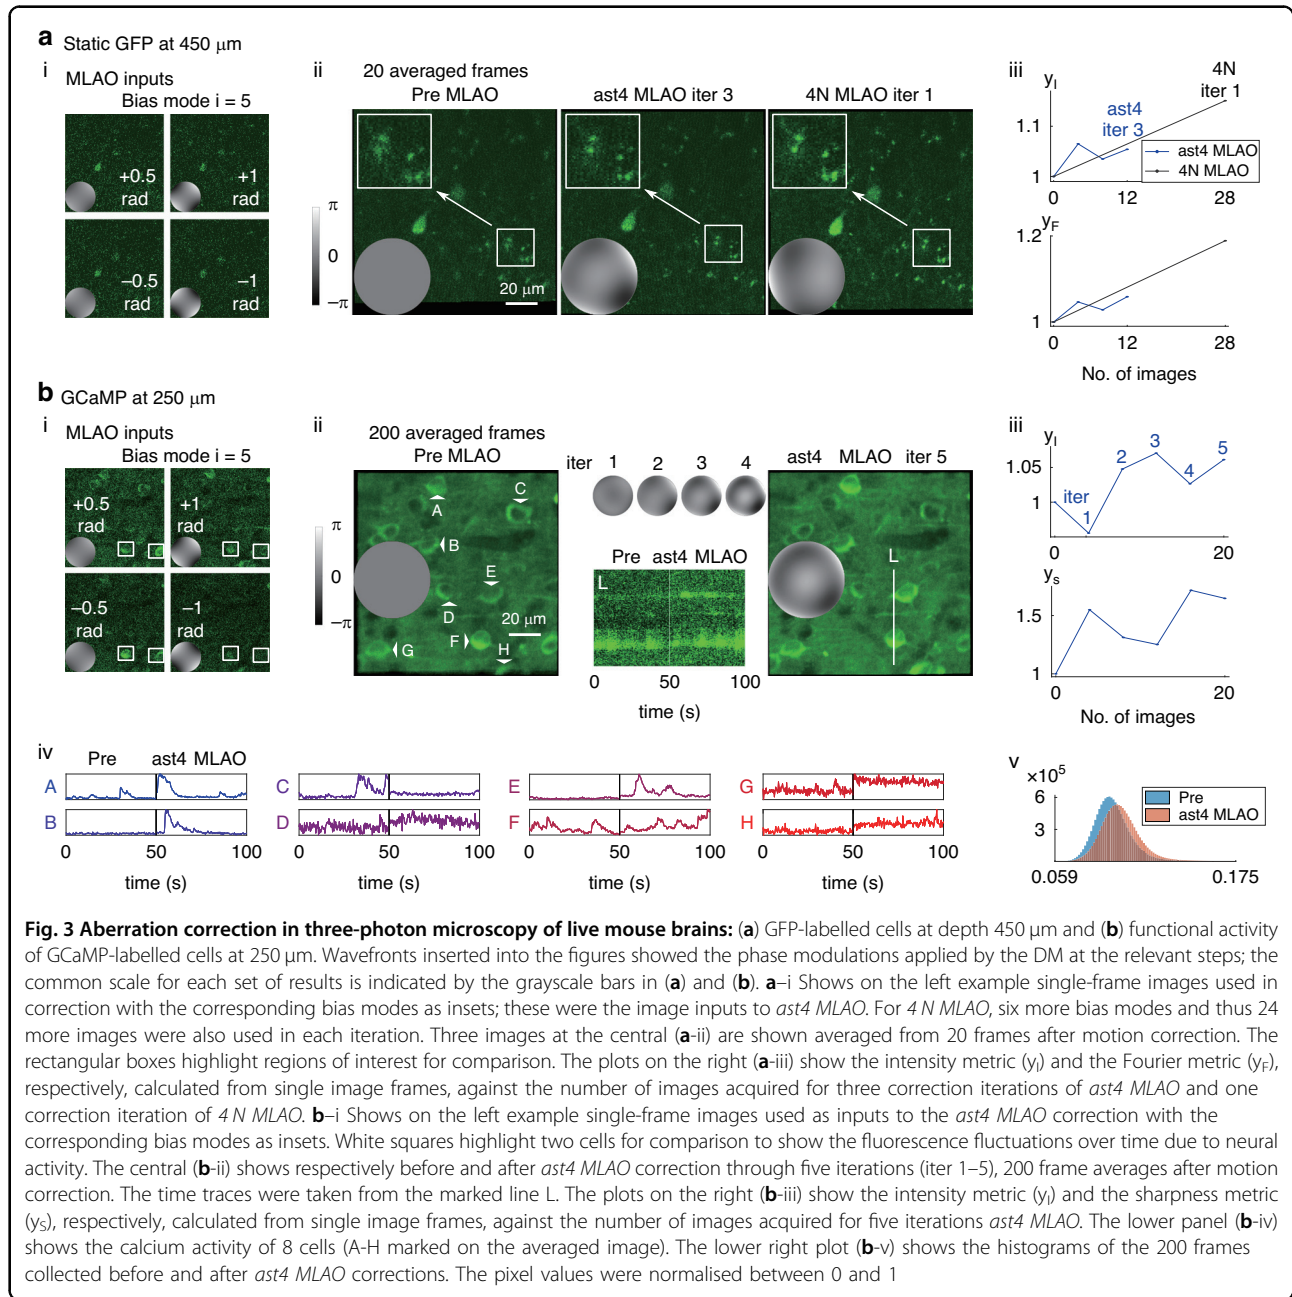 a Static GFP at 450 μm
i
MLAO inputs
Bias mode i = 5
+0.5
rad
+1
rad
−0.5
rad
−1
rad
ii
20 averaged frames
Pre MLAO
ast4 MLAO iter 3
4N MLAO iter 1
π
0
−π
20 μm
iii
yI
4N
iter 1
ast4
iter 3
1.1
1
ast4 MLAO
4N MLAO
0
12
28
yF
1.2
1
0
12
28
No. of images
b GCaMP at 250 μm
i
MLAO inputs
Bias mode i = 5
+0.5
rad
+1
rad
−0.5
rad
−1
rad
ii
200 averaged frames
Pre MLAO
π
0
−π
A
B
C
D
E
F
G
H
20 μm
iter
1
2
3
4
Pre
ast4 MLAO
L
0
50
100
time (s)
ast4 MLAO iter 5
L
iii
yI
1.05
1
iter
1
2
3
4
5
0
20
ys
1.5
1
0
20
No. of images
iv
Pre
ast4 MLAO
A
B
0
50
100
time (s)
C
D
0
50
100
time (s)
E
F
0
50
100
time (s)
G
H
0
50
100
time (s)
v
×10⁵
6
3
Pre
ast4 MLAO
0.059
0.175
Fig. 3 Aberration correction in three-photon microscopy of live mouse brains: (a) GFP-labelled cells at depth 450 μm and (b) functional activity
of GCaMP-labelled cells at 250 μm. Wavefronts inserted into the figures showed the phase modulations applied by the DM at the relevant steps; the
common scale for each set of results is indicated by the grayscale bars in (a) and (b). a–i Shows on the left example single-frame images used in
correction with the corresponding bias modes as insets; these were the image inputs to ast4 MLAO. For 4 N MLAO, six more bias modes and thus 24
more images were also used in each iteration. Three images at the central (a-ii) are shown averaged from 20 frames after motion correction. The
rectangular boxes highlight regions of interest for comparison. The plots on the right (a-iii) show the intensity metric (yI) and the Fourier metric (yF),
respectively, calculated from single image frames, against the number of images acquired for three correction iterations of ast4 MLAO and one
correction iteration of 4 N MLAO. b–i Shows on the left example single-frame images used as inputs to the ast4 MLAO correction with the
corresponding bias modes as insets. White squares highlight two cells for comparison to show the fluorescence fluctuations over time due to neural
activity. The central (b-ii) shows respectively before and after ast4 MLAO correction through five iterations (iter 1–5), 200 frame averages after motion
correction. The time traces were taken from the marked line L. The plots on the right (b-iii) show the intensity metric (yI) and the sharpness metric
(yS), respectively, calculated from single image frames, against the number of images acquired for five iterations ast4 MLAO. The lower panel (b-iv)
shows the calcium activity of 8 cells (A-H marked on the averaged image). The lower right plot (b-v) shows the histograms of the 200 frames
collected before and after ast4 MLAO corrections. The pixel values were normalised between 0 and 1